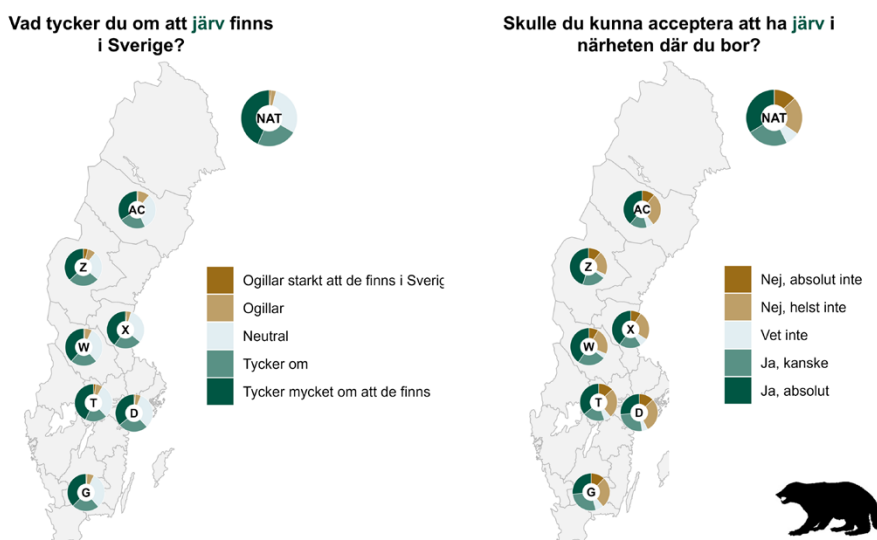 Vad tycker du om att järv finns
i Sverige?
NAT
AC
Z
X
W
T
D
G
Ogillar starkt att de finns i Sverig
Ogillar
Neutral
Tycker om
Tycker mycket om att de finns
Skulle du kunna acceptera att ha järv i
närheten där du bor?
NAT
AC
Z
X
W
T
D
G
Nej, absolut inte
Nej, helst inte
Vet inte
Ja, kanske
Ja, absolut